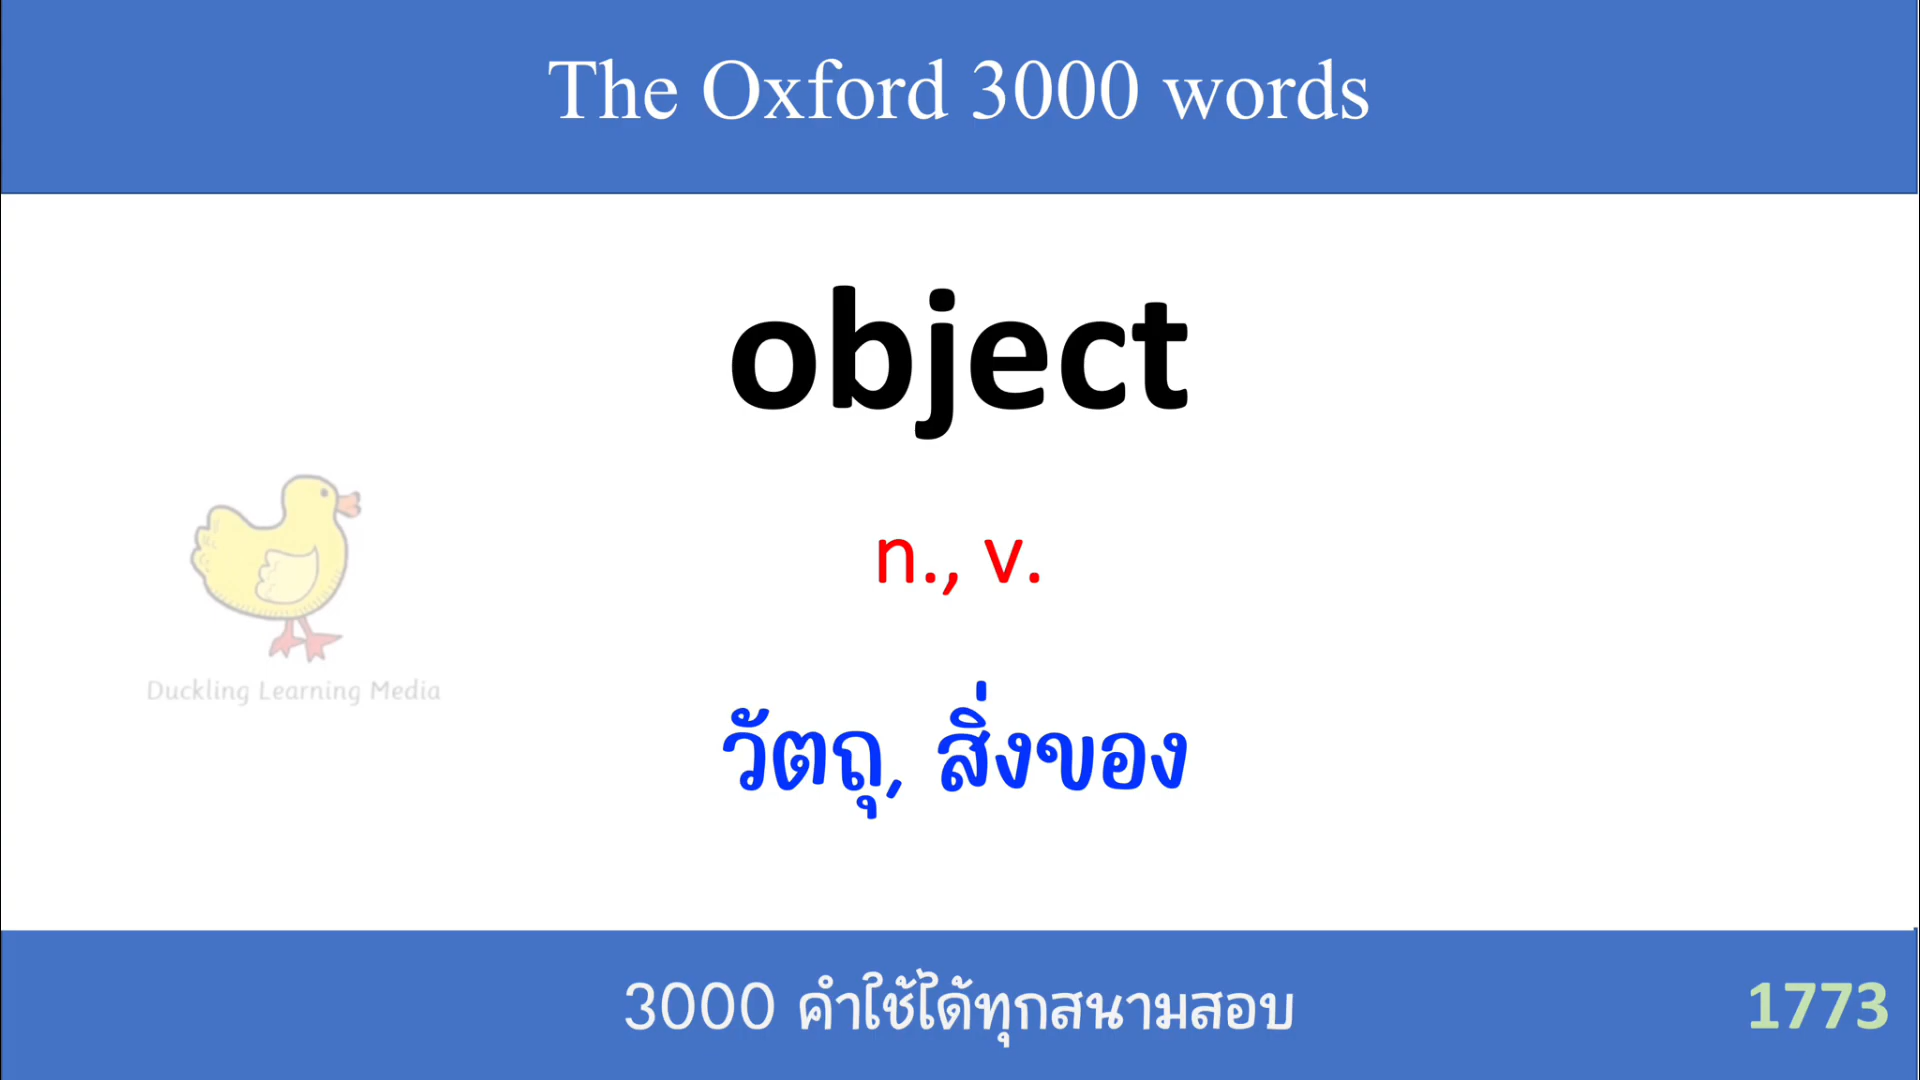 The Oxford 3000 words
object
n., v.
Duckling Learning Media
วัตถุ, สิ่งของ
3000 คำใช้ได้ทุกสนามสอบ
1773